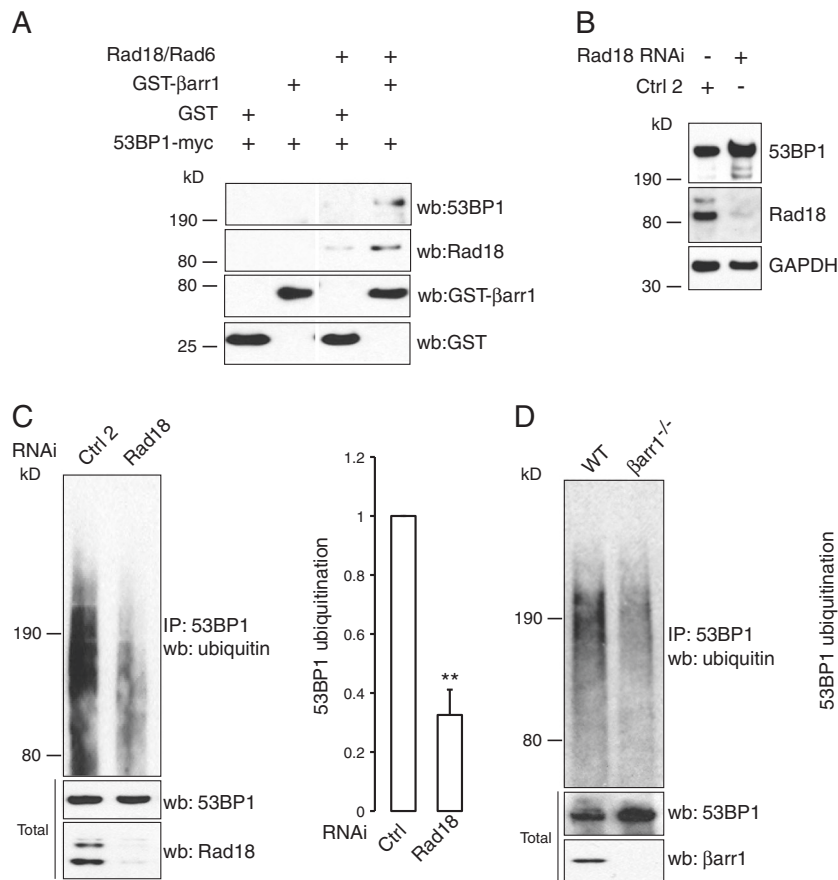 A
Rad18/Rad6 + +
GST-βarr1 + +
GST + +
53BP1-myc + + + +
kD
190
wb:53BP1
80
wb:Rad18
80
wb:GST-βarr1
25
wb:GST
B
Rad18 RNAi - +
Ctrl 2 + -
kD
53BP1
190
80
Rad18
GAPDH
30
C
RNAi Ctrl 2 Rad18
kD
190
IP: 53BP1
wb: ubiquitin
80
Total
wb: 53BP1
wb: Rad18
53BP1 ubiquitination
1.2
1
0.8
0.6
0.4
0.2
0
**
RNAi Ctrl Rad18
D
WT βarr1-/-
kD
190
IP: 53BP1
wb: ubiquitin
80
Total
wb: 53BP1
wb: βarr1
53BP1 ubiquitination